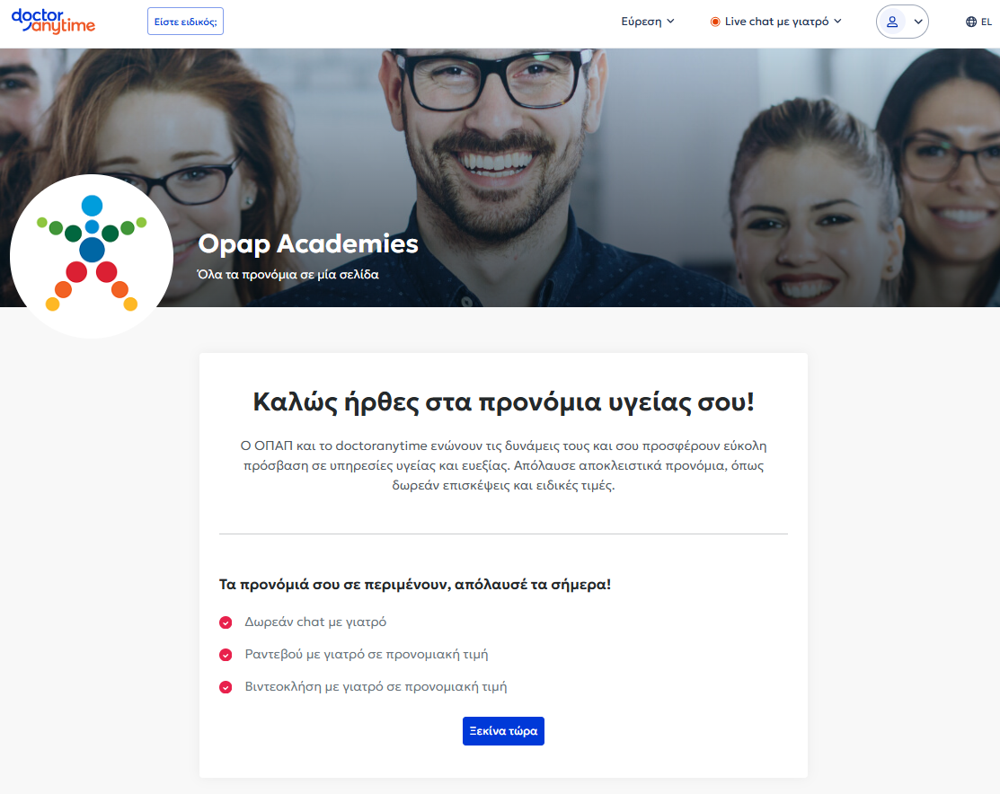 doctor
anytime
Είστε ειδικός;
Εύρεση
Live chat με γιατρό
EL
Opap Academies
Όλα τα προνόμια σε μία σελίδα
Καλώς ήρθες στα προνόμια υγείας σου!
Ο ΟΠΑΠ και το doctoranytime ενώνουν τις δυνάμεις τους και σου προσφέρουν εύκολη
πρόσβαση σε υπηρεσίες υγείας και ευεξίας. Απόλαυσε αποκλειστικά προνόμια, όπως
δωρεάν επισκέψεις και ειδικές τιμές.
Τα προνόμιά σου σε περιμένουν, απόλαυσέ τα σήμερα!
Δωρεάν chat με γιατρό
Ραντεβού με γιατρό σε προνομιακή τιμή
Βιντεοκλήση με γιατρό σε προνομιακή τιμή
Ξεκίνα τώρα